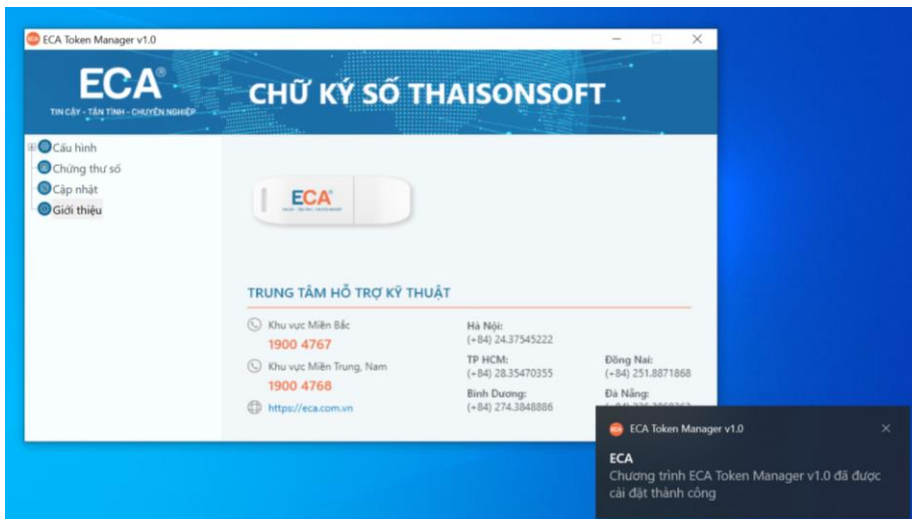 ECA Token Manager v1.0
ECA®
TIN CẬY - TẬN TÌNH - CHUYÊN NGHIỆP
CHỮ KÝ SỐ THAISONSOFT
Cấu hình
Chứng thư số
Cập nhật
Giới thiệu
ECA®
TRUNG TÂM HỖ TRỢ KỸ THUẬT
Khu vực Miền Bắc
1900 4767
Khu vực Miền Trung, Nam
1900 4768
https://eca.com.vn
Hà Nội:
(+84) 24.37545222
TP HCM:
(+84) 28.35470355
Bình Dương:
(+84) 274.3848886
Đồng Nai:
(+84) 251.8871868
Đà Nẵng:
ECA Token Manager v1.0
ECA
Chương trình ECA Token Manager v1.0 đã được
cài đặt thành công